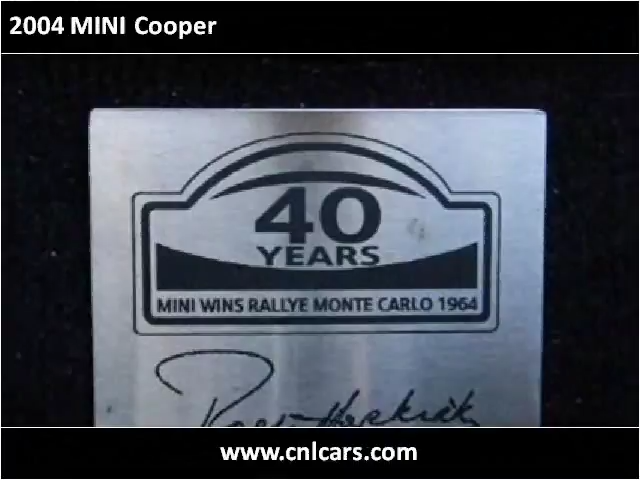 2004 MINI Cooper
40
YEARS
MINI WINS RALLYE MONTE CARLO 1964
www.cnlcars.com